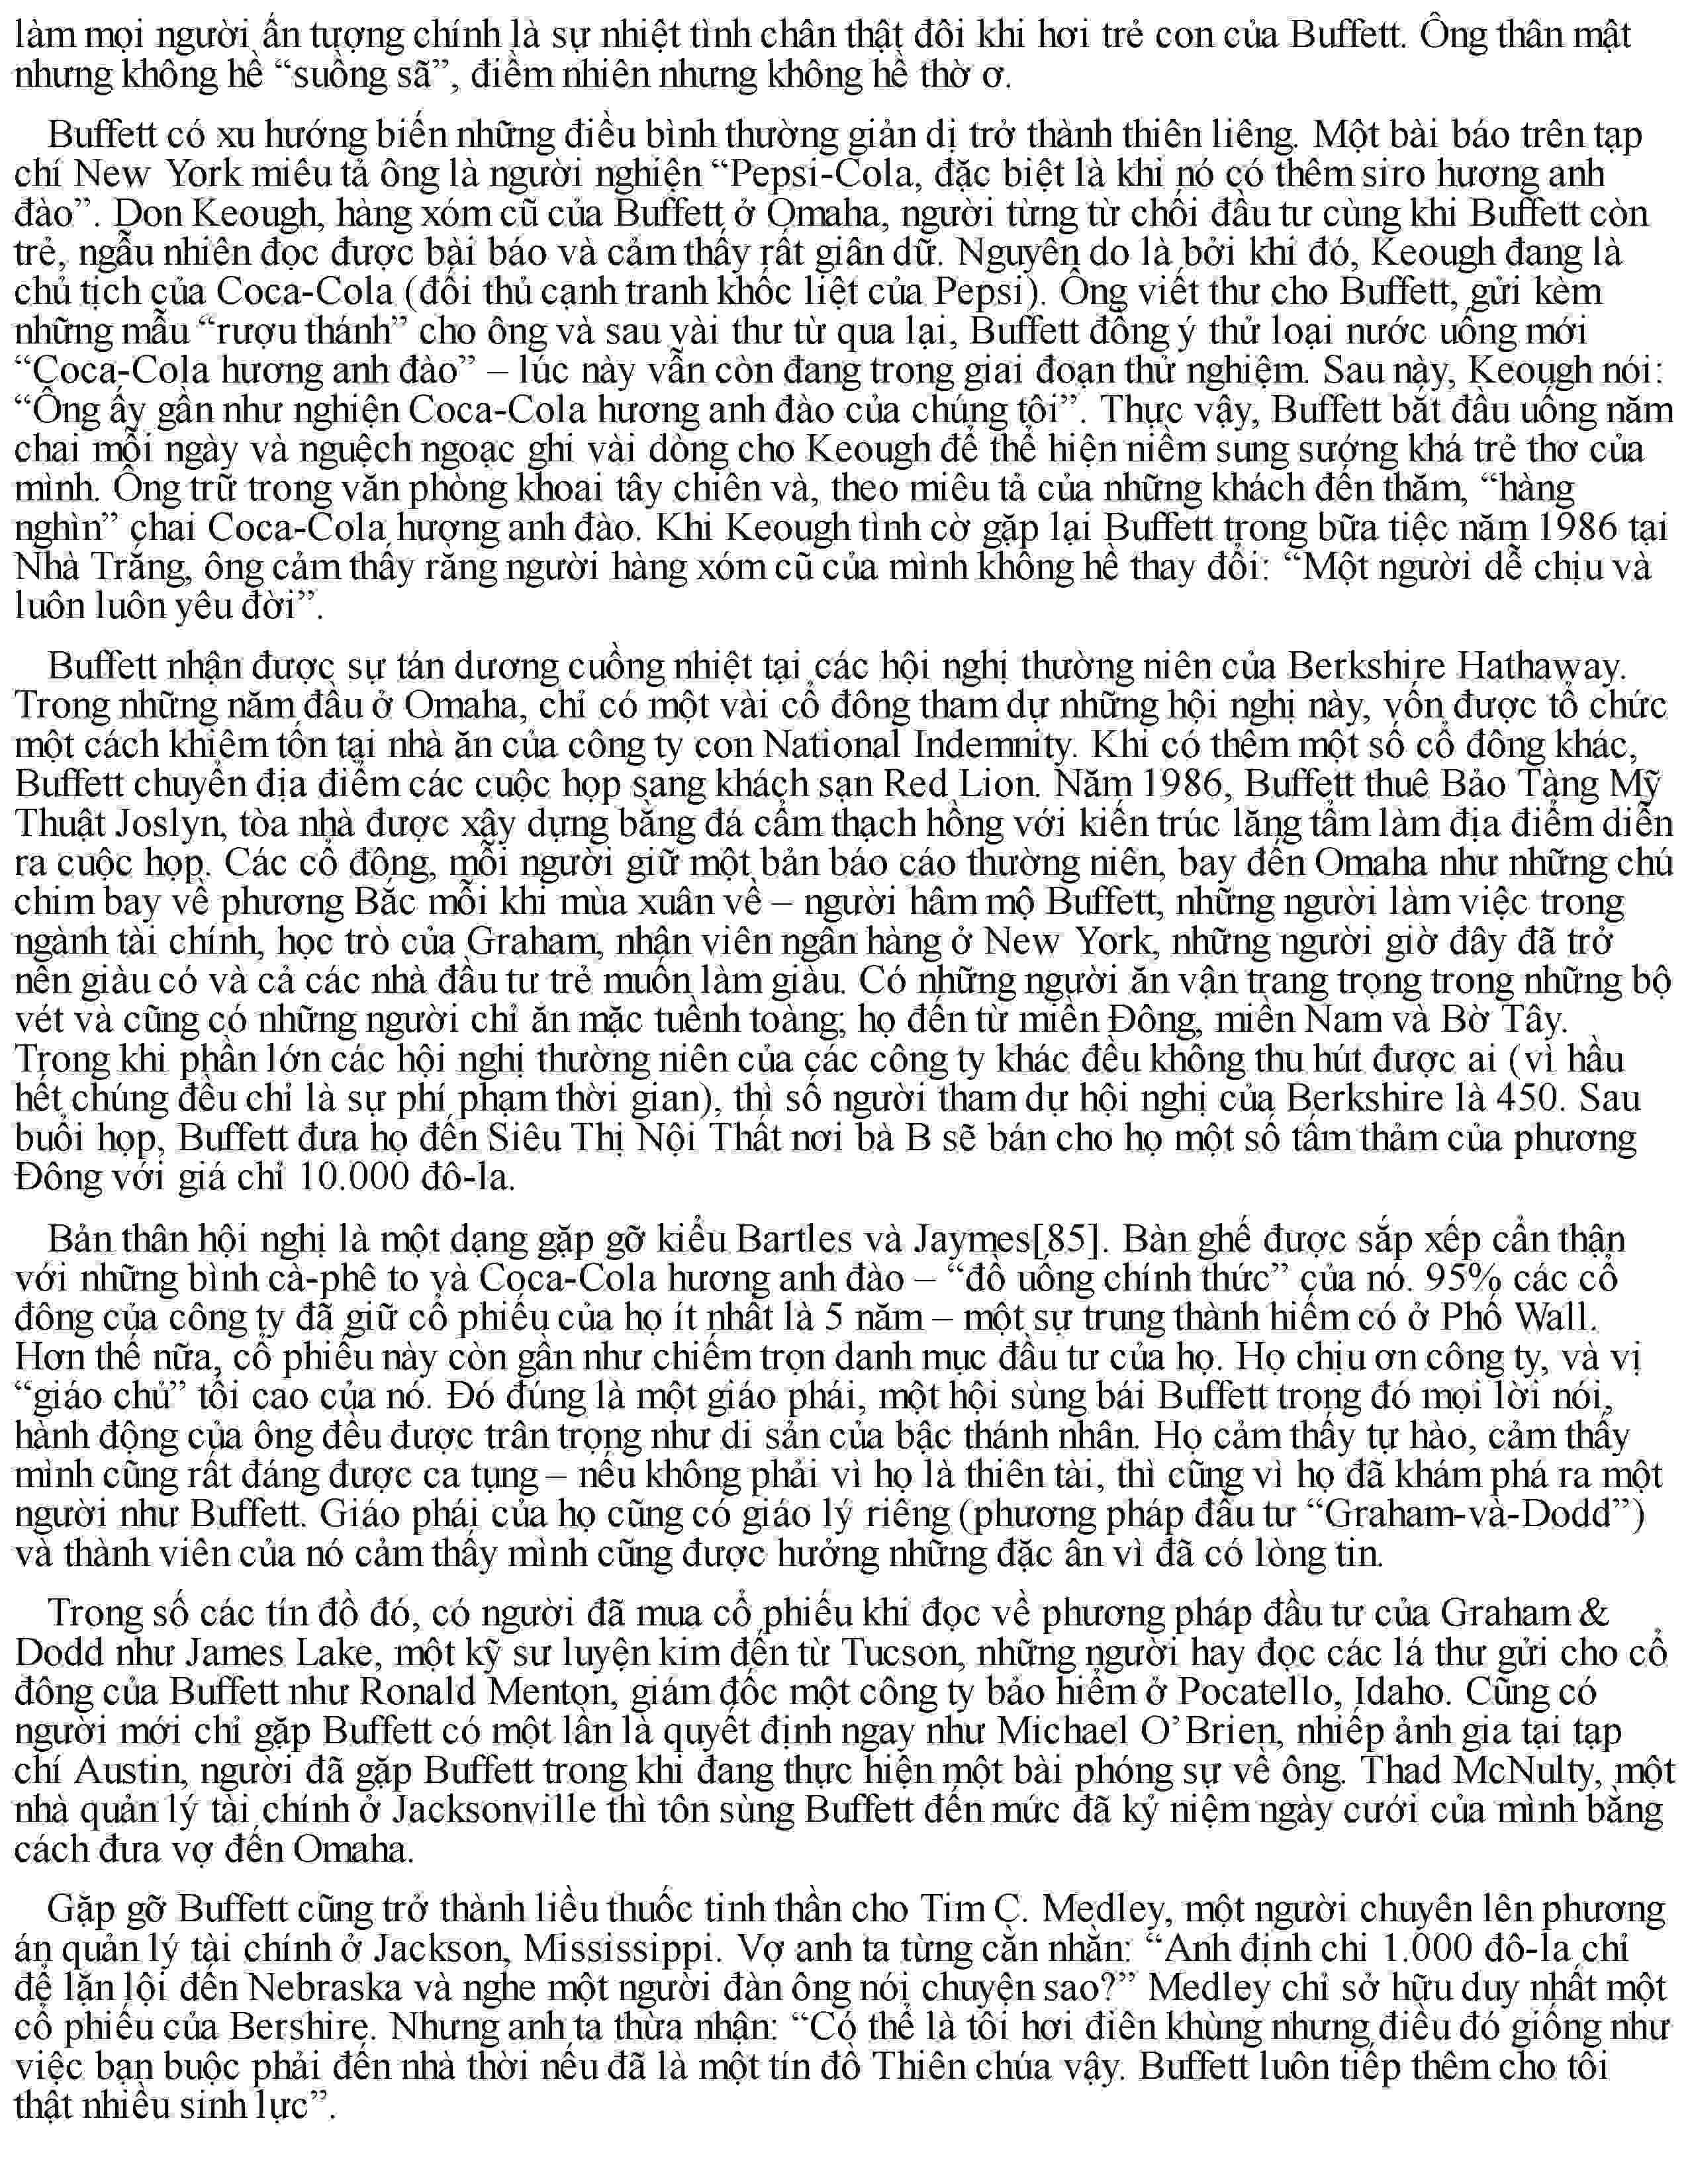 làm mọi người ấn tượng chính là sự nhiệt tình chân thật đôi khi hơi trẻ con của Buffett. Ông thân mật
nhưng không hề “suồng sã”, điềm nhiên nhưng không hề thờ ơ.
Buffett có xu hướng biến những điều bình thường giản dị trở thành thiên liêng. Một bài báo trên tạp
chí New York miêu tả ông là người nghiện “Pepsi-Cola, đặc biệt là khi nó có thêm siro hương anh
đào”. Don Keough, hàng xóm cũ của Buffett ở Omaha, người từng từ chối đầu tư cùng khi Buffett còn
trẻ, ngẫu nhiên đọc được bài báo và cảm thấy rất giân dữ. Nguyên do là bởi khi đó, Keough đang là
chủ tịch của Coca-Cola (đối thủ cạnh tranh khốc liệt của Pepsi). Ông viết thư cho Buffett, gửi kèm
những mẫu “rượu thánh” cho ông và sau vài thư từ qua lại, Buffett đồng ý thử loại nước uống mới
“Coca-Cola hương anh đào” – lúc này vẫn còn đang trong giai đoạn thử nghiệm. Sau này, Keough nói:
“Ông ấy gần như nghiện Coca-Cola hương anh đào của chúng tôi”. Thực vậy, Buffett bắt đầu uống năm
chai mỗi ngày và nguệch ngoạc ghi vài dòng cho Keough để thể hiện niềm sung sướng khá trẻ thơ của
mình. Ông trữ trong văn phòng khoai tây chiên và, theo miêu tả của những khách đến thăm, “hàng
nghìn” chai Coca-Cola hương anh đào. Khi Keough tình cờ gặp lại Buffett trong bữa tiệc năm 1986 tại
Nhà Trắng, ông cảm thấy rằng người hàng xóm cũ của mình không hề thay đổi: “Một người dễ chịu và
luôn luôn yêu đời”.
Buffett nhận được sự tán dương cuồng nhiệt tại các hội nghị thường niên của Berkshire Hathaway.
Trong những năm đầu ở Omaha, chỉ có một vài cổ đông tham dự những hội nghị này, vốn được tổ chức
một cách khiêm tốn tại nhà ăn của công ty con National Indemnity. Khi có thêm một số cổ đông khác,
Buffett chuyển địa điểm các cuộc họp sang khách sạn Red Lion. Năm 1986, Buffett thuê Bảo Tàng Mỹ
Thuật Joslyn, tòa nhà được xây dựng bằng đá cẩm thạch hồng với kiến trúc lăng tẩm làm địa điểm diễn
ra cuộc họp. Các cổ đông, mỗi người giữ một bản báo cáo thường niên, bay đến Omaha như những chú
chim bay về phương Bắc mỗi khi mùa xuân về – người hâm mộ Buffett, những người làm việc trong
ngành tài chính, học trò của Graham, nhân viên ngân hàng ở New York, những người giờ đây đã trở
nên giàu có và cả các nhà đầu tư trẻ muốn làm giàu. Có những người ăn vận trang trọng trong những bộ
vét và cũng có những người chỉ ăn mặc tuềnh toàng; họ đến từ miền Đông, miền Nam và Bờ Tây.
Trong khi phần lớn các hội nghị thường niên của các công ty khác đều không thu hút được ai (vì hầu
hết chúng đều chỉ là sự phí phạm thời gian), thì số người tham dự hội nghị của Berkshire là 450. Sau
buổi họp, Buffett đưa họ đến Siêu Thị Nội Thất nơi bà B sẽ bán cho họ một số tấm thảm của phương
Đông với giá chỉ 10.000 đô-la.
Bản thân hội nghị là một dạng gặp gỡ kiểu Bartles và Jaymes[85]. Bàn ghế được sắp xếp cẩn thận
với những bình cà-phê to và Coca-Cola hương anh đào – “đồ uống chính thức” của nó. 95% các cổ
đông của công ty đã giữ cổ phiếu của họ ít nhất là 5 năm – một sự trung thành hiếm có ở Phố Wall.
Hơn thế nữa, cổ phiếu này còn gần như chiếm trọn danh mục đầu tư của họ. Họ chịu ơn công ty, và vị
“giáo chủ” tối cao của nó. Đó đúng là một giáo phái, một hội sùng bái Buffett trong đó mọi lời nói,
hành động của ông đều được trân trọng như di sản của bậc thánh nhân. Họ cảm thấy tự hào, cảm thấy
mình cũng rất đáng được ca tụng – nếu không phải vì họ là thiên tài, thì cũng vì họ đã khám phá ra một
người như Buffett. Giáo phái của họ cũng có giáo lý riêng (phương pháp đầu tư “Graham-và-Dodd”)
và thành viên của nó cảm thấy mình cũng được hưởng những đặc ân vì đã có lòng tin.
Trong số các tín đồ đó, có người đã mua cổ phiếu khi đọc về phương pháp đầu tư của Graham &
Dodd như James Lake, một kỹ sư luyện kim đến từ Tucson, những người hay đọc các lá thư gửi cho cổ
đông của Buffett như Ronald Menton, giám đốc một công ty bảo hiểm ở Pocatello, Idaho. Cũng có
người mới chỉ gặp Buffett có một lần là quyết định ngay như Michael O’Brien, nhiếp ảnh gia tại tạp
chí Austin, người đã gặp Buffett trong khi đang thực hiện một bài phóng sự về ông. Thad McNulty, một
nhà quản lý tài chính ở Jacksonville thì tôn sùng Buffett đến mức đã kỷ niệm ngày cưới của mình bằng
cách đưa vợ đến Omaha.
Gặp gỡ Buffett cũng trở thành liều thuốc tinh thần cho Tim C. Medley, một người chuyên lên phương
án quản lý tài chính ở Jackson, Mississippi. Vợ anh ta từng cằn nhằn: “Anh định chi 1.000 đô-la chỉ
để lặn lội đến Nebraska và nghe một người đàn ông nói chuyện sao?” Medley chỉ sở hữu duy nhất một
cổ phiếu của Bershire. Nhưng anh ta thừa nhận: “Có thể là tôi hơi điên khùng nhưng điều đó giống như
việc bạn buộc phải đến nhà thời nếu đã là một tín đồ Thiên chúa vậy. Buffett luôn tiếp thêm cho tôi
thật nhiều sinh lực”.